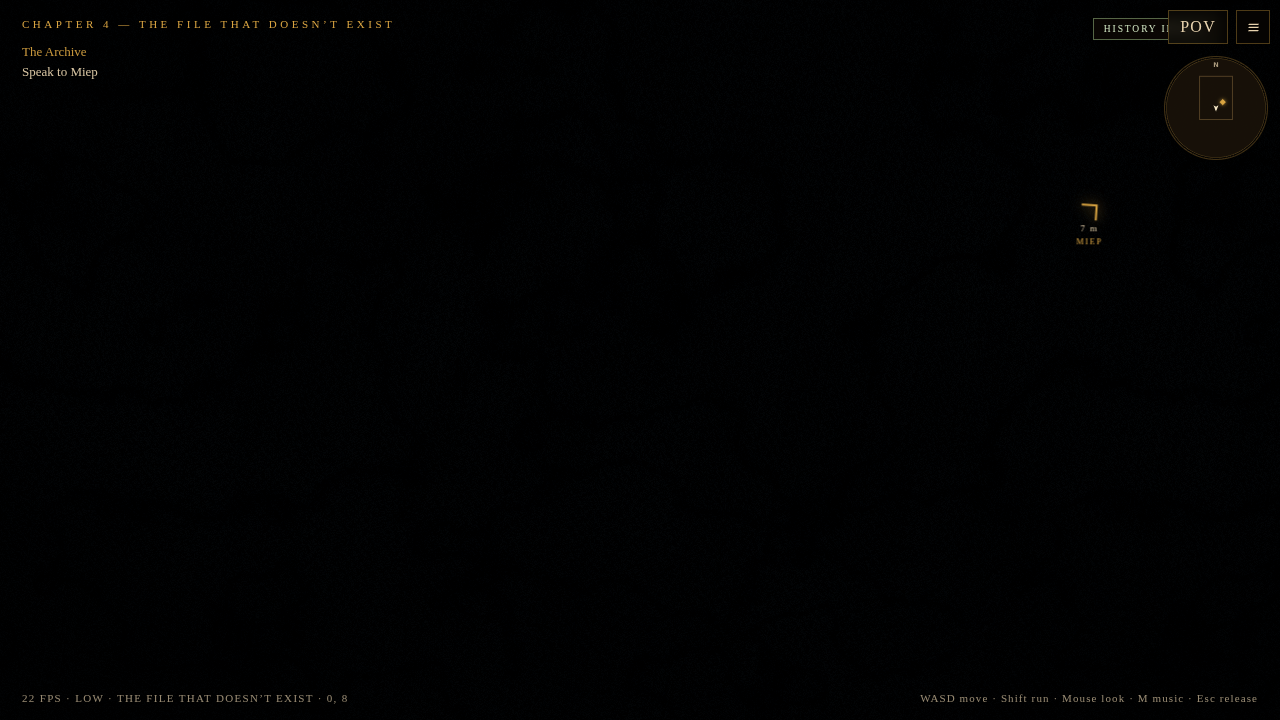 CHAPTER 4 — THE FILE THAT DOESN’T EXIST
The Archive
Speak to Miep
HISTORY
POV
N
7 m
MIEP
22 FPS · LOW · THE FILE THAT DOESN’T EXIST · 0, 8
WASD move · Shift run · Mouse look · M music · Esc release